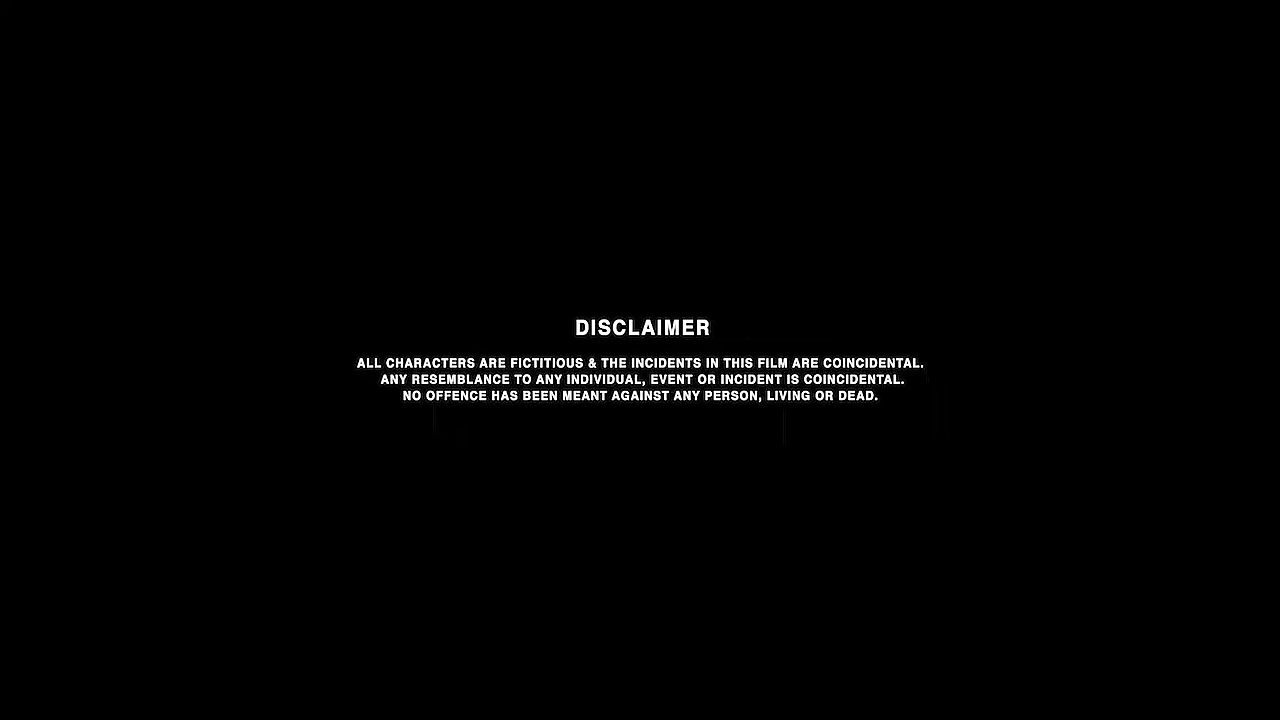 DISCLAIMER
ALL CHARACTERS ARE FICTITIOUS & THE INCIDENTS IN THIS FILM ARE COINCIDENTAL.
ANY RESEMBLANCE TO ANY INDIVIDUAL, EVENT OR INCIDENT IS COINCIDENTAL.
NO OFFENCE HAS BEEN MEANT AGAINST ANY PERSON, LIVING OR DEAD.